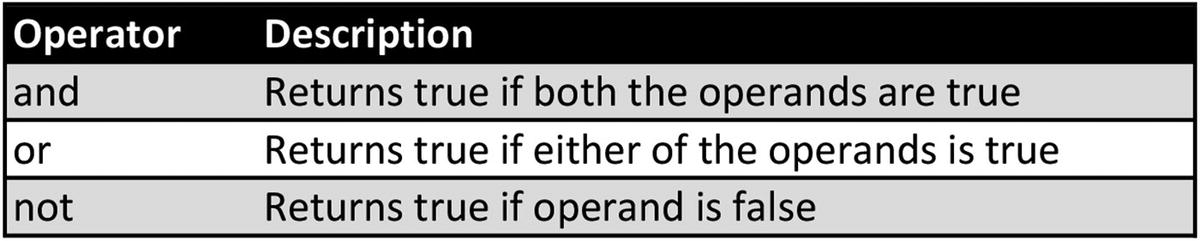 Operator Description
and Returns true if both the operands are true
or Returns true if either of the operands is true
not Returns true if operand is false